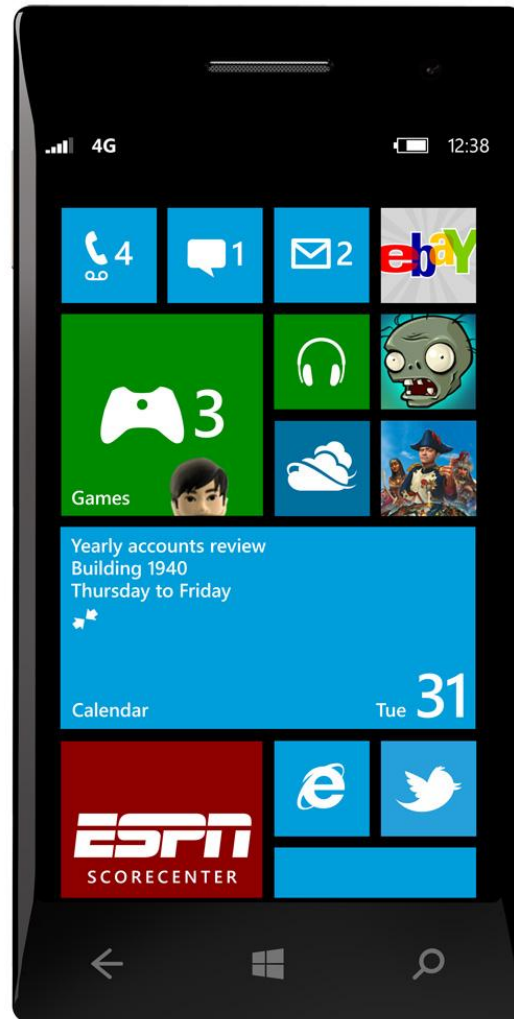 4G 12:38
4 1 2 ebaY
3
Games
Yearly accounts review
Building 1940
Thursday to Friday
Calendar Tue 31
ESPN
SCORECENTER